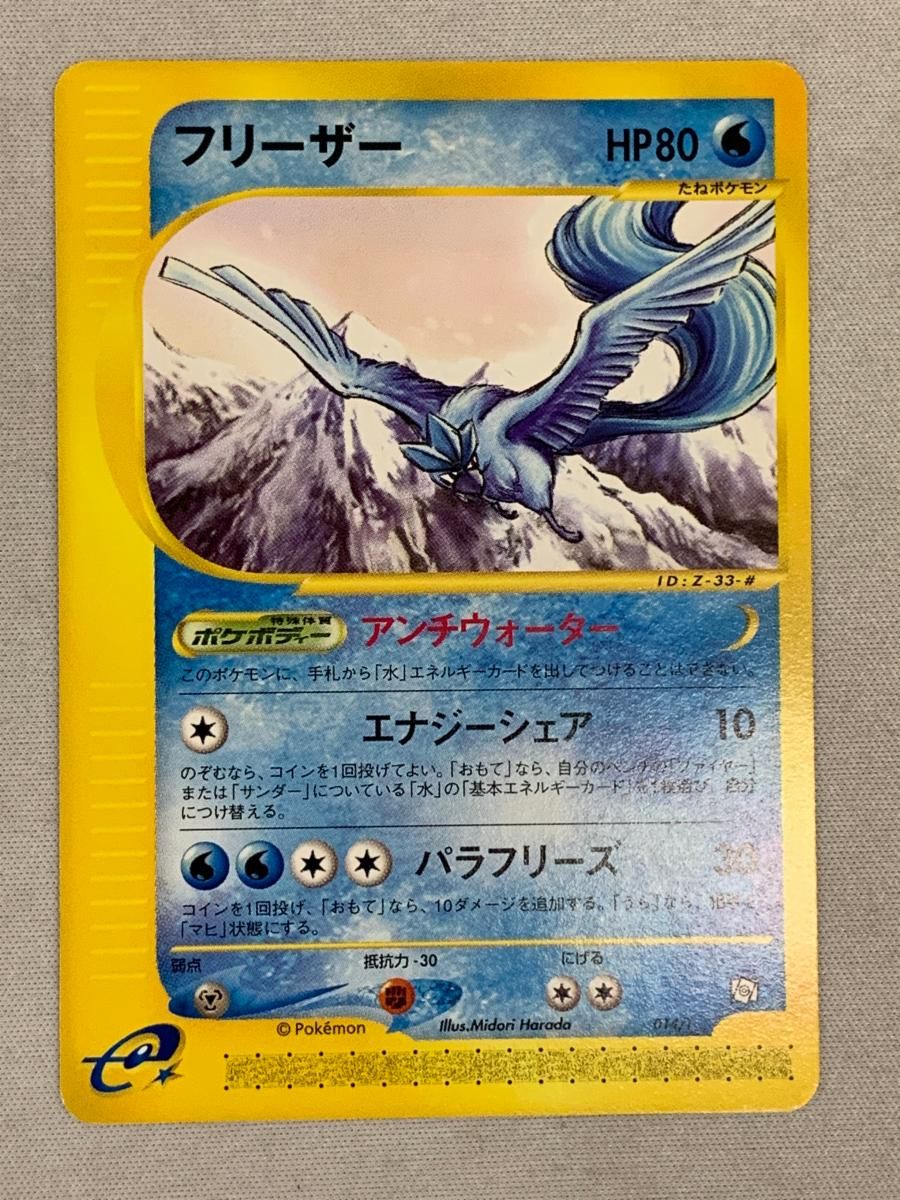 フリーザー
HP80
たねポケモン
ID:Z-33-#
特殊体質
ポケボディー
アンチウォーター
このポケモンに、手札から「水」エネルギーカードを出してつけることはできない。
エナジーシェア 10
のぞむなら、コインを1回投げてよい。「おもて」なら、自分のベンチの「ファイヤー」
または「サンダー」についている「水」の「基本エネルギーカード」を1枚選び、自分
につけ替える。
パラフリーズ 30
コインを1回投げ、「おもて」なら、10ダメージを追加する。「うら」なら、相手を
「マヒ」状態にする。
弱点
抵抗力-30
にげる
© Pokémon
Illus.Midori Harada
014/
e